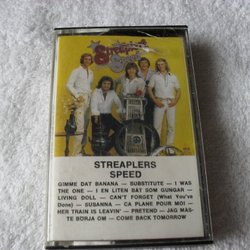 Streaplers
Speed
STREAPLERS
SPEED
GIMME DAT BANANA — SUBSTITUTE — I WAS
THE ONE — I EN LITEN BÅT SOM GUNGAR —
LIVING DOLL — CAN'T FORGET (What You've
Done) — SUSANNA — CA PLANE POUR MOI —
HER TRAIN IS LEAVIN' — PRETEND — JAG MÅS-
TE BÖRJA OM — COME BACK TOMORROW